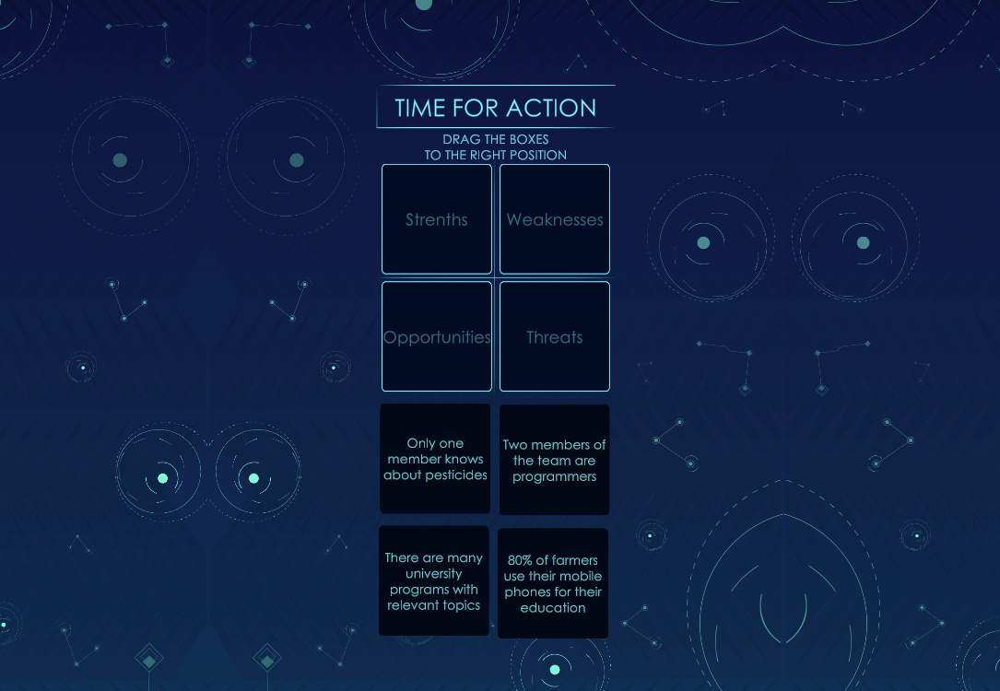 TIME FOR ACTION
DRAG THE BOXES
TO THE RIGHT POSITION
Strenths
Weaknesses
Opportunities
Threats
Only one
member knows
about pesticides
Two members of
the team are
programmers
There are many
university
programs with
relevant topics
80% of farmers
use their mobile
phones for their
education